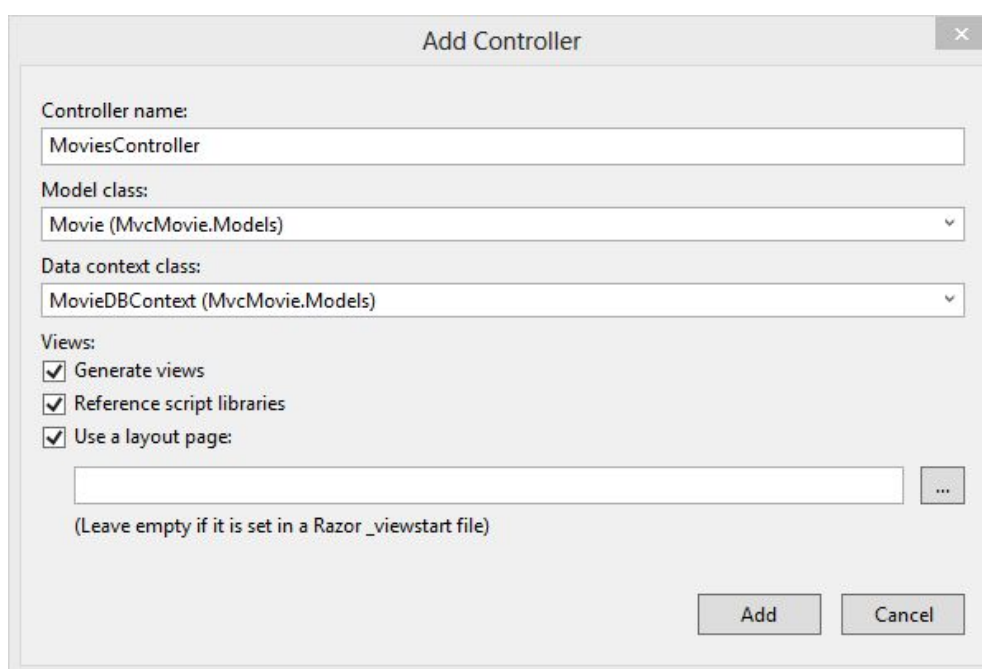 Add Controller
Controller name:
MoviesController
Model class:
Movie (MvcMovie.Models)
Data context class:
MovieDBContext (MvcMovie.Models)
Views:
Generate views
Reference script libraries
Use a layout page:
...
(Leave empty if it is set in a Razor _viewstart file)
Add Cancel